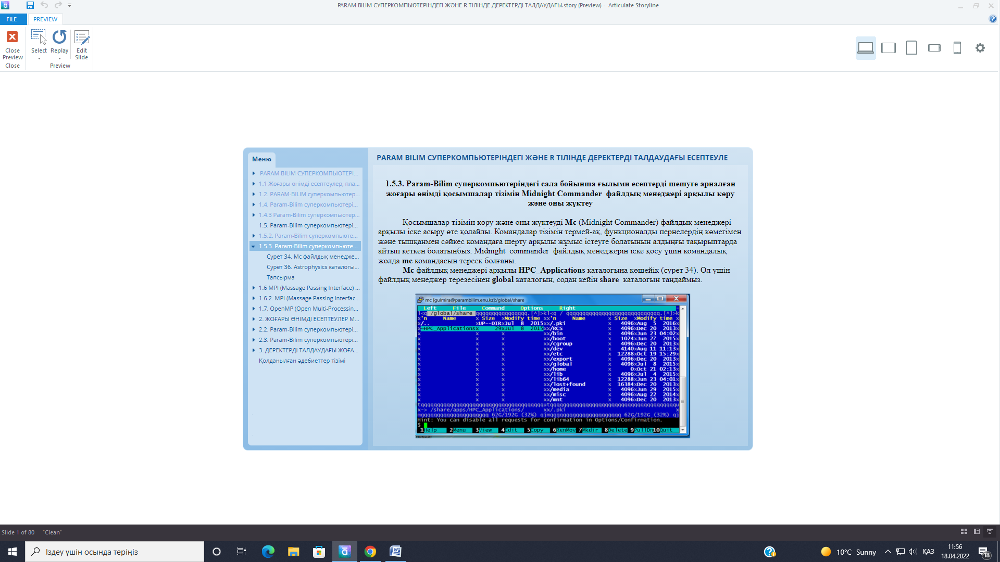 PARAM BILIM СУПЕРКОМПЬЮТЕРІНДЕГІ ЖӘНЕ R ТІЛІНДЕ ДЕРЕКТЕРДІ ТАЛДАУДАҒЫ.story (Preview) - Articulate Storyline
FILE PREVIEW
Close Preview
Select
Replay
Edit Slide
Close
Preview
Меню
PARAM BILIM СУПЕРКОМПЬЮТЕРІ...
1.1 Жоғары өнімді есептеулер, пла...
1.2. PARAM-BILIM суперкомпьютер...
1.4. Param-Bilim суперкомпьютері...
1.4.3 Param-Bilim суперкомпьютер...
1.5. Param-Bilim суперкомпьютері...
1.5.2. Param-Bilim суперкомпьюте...
1.5.3. Param-Bilim суперкомпьюте...
Сурет 34. Mc файлдық менедже...
Сурет 36. Astrophysics каталогы...
Тапсырма
1.6 MPI (Massage Passing Interface) ...
1.6.2. MPI (Massage Passing Interfac...
1.7. OpenMP (Open Multi-Processin...
2. ЖОҒАРЫ ӨНІМДІ ЕСЕПТЕУЛЕР М...
2.2. Param-Bilim суперкомпьютері...
2.3. Param-Bilim суперкомпьютері...
3. ДЕРЕКТЕРДІ ТАЛДАУДАҒЫ ЖОҒА...
Қолданылған әдебиеттер тізімі
PARAM BILIM СУПЕРКОМПЬЮТЕРІНДЕГІ ЖӘНЕ R ТІЛІНДЕ ДЕРЕКТЕРДІ ТАЛДАУДАҒЫ ЕСЕПТЕУЛЕ
1.5.3. Param-Bilim суперкомпьютеріндегі сала бойынша ғылыми есептерді шешуге арналған
жоғары өнімді қосымшалар тізімін Midnight Commander файлдық менеджері арқылы көру
және оны жүктеу
Қосымшалар тізімін көру және оны жүктеуді Mc (Midnight Commander) файлдық менеджері
арқылы іске асыру өте қолайлы. Командалар тізімін термей-ақ, функционалды пернелердің көмегімен
және тышқанмен сәйкес командаға шерту арқылы жұмыс істеуге болатынын алдыңғы тақырыптарда
айтып кеткен болатынбыз. Midnight commander файлдық менеджерін іске қосу үшін командалық
жолда mc командасын терсек болғаны.
Mc файлдық менеджері арқылы HPC_Applications каталогына көшейік (сурет 34). Ол үшін
файлдық менеджер терезесінен global каталогын, содан кейін share каталогын таңдаймыз.
mc [gulmira@parambilim.enu.kz]:/global/share
Left File Command Options Right
/global/share
'n Name x Size xModify time xx'n Name x Size xModify time x
x/.. xUP--DIRxJul 8 2015xx/.pki x 4096xAug 5 2016x
x~HPC_Applicationsx 29xJul 8 2015xx/RCS x 4096xDec 20 2013x
x x x xx/bin x 4096xJun 23 04:02x
x x x xx/boot x 1024xJun 27 2015x
x x x xx/cgroup x 4096xDec 20 2013x
x x x xx/dev x 4140xAug 11 11:13x
x x x xx/etc x 12288xOct 19 15:29x
x x x xx/export x 4096xDec 20 2013x
x x x xx/global x 4096xJul 8 2015x
x x x xx/home x 0xOct 21 02:13x
x x x xx/lib x 4096xJul 4 2015x
x x x xx/lib64 x 12288xJun 23 04:01x
x x x xx/lost+found x 16384xDec 20 2013x
x x x xx/media x 4096xJun 29 2015x
x x x xx/misc x 4096xAug 22 2014x
x x x xx/mnt x 4096xDec 20 2013x
x-> /share/apps/HPC_Applications/ xx/.pki x
62G/192G (32%) 62G/192G (32%)
Hint: You can disable all requests for confirmation in Options/Confirmation.
$
1Help 2Menu 3View 4Edit 5Copy 6RenMov 7Mkdir 8Delete 9PullDn 10Quit
Slide 1 of 80 "Clean"
Іздеу үшін осында теріңіз
10°C Sunny
ҚАЗ
11:56
18.04.2022
18